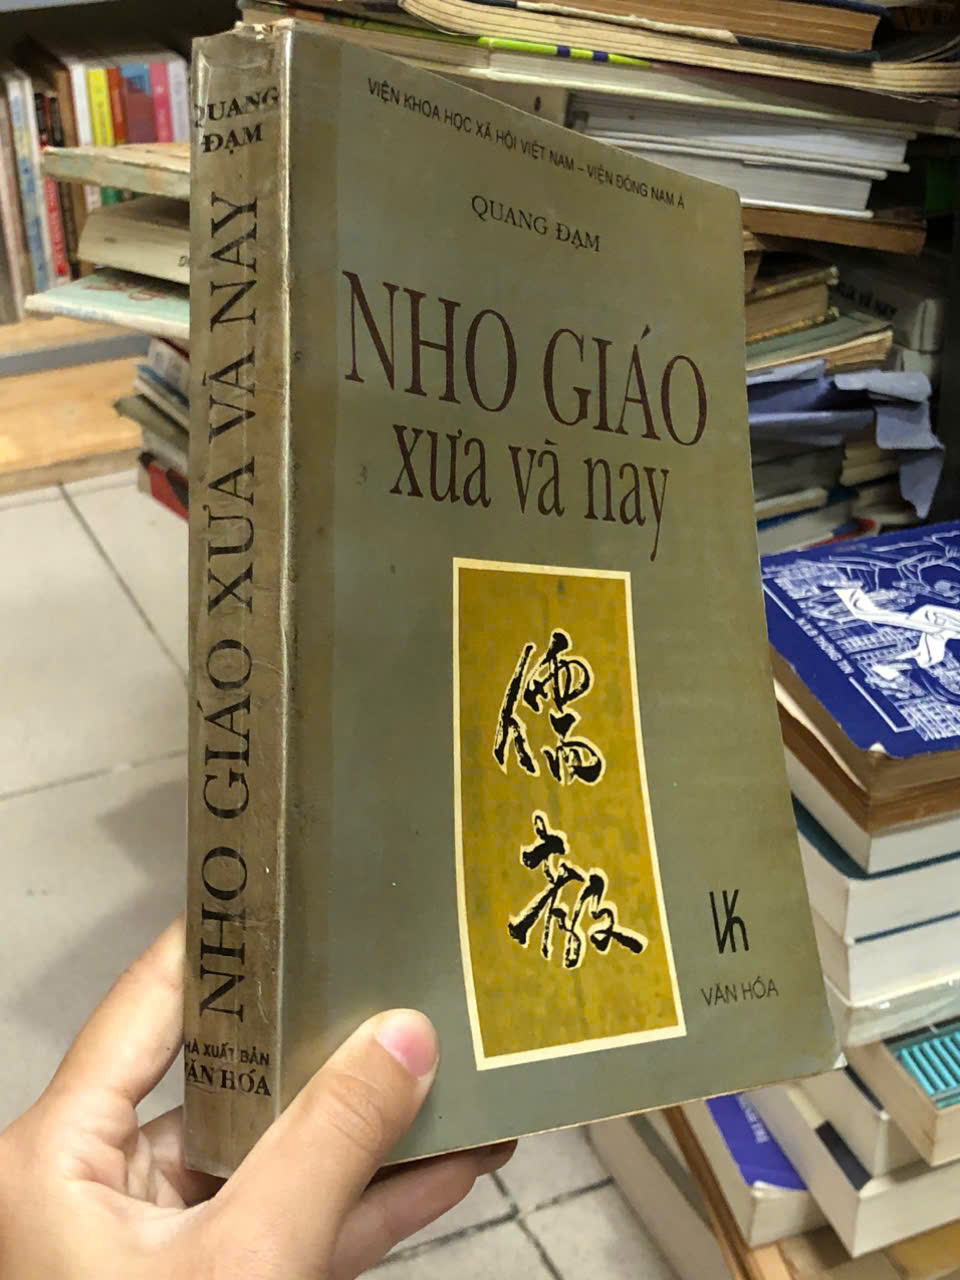 QUANG
ĐẠM
NHO GIÁO XƯA VÀ NAY
XUẤT BẢN
VĂN HÓA
VIỆN KHOA HỌC XÃ HỘI VIỆT NAM – VIỆN ĐÔNG NAM Á
QUANG ĐẠM
NHO GIÁO
xưa và nay
儒
教
VH
VĂN HÓA